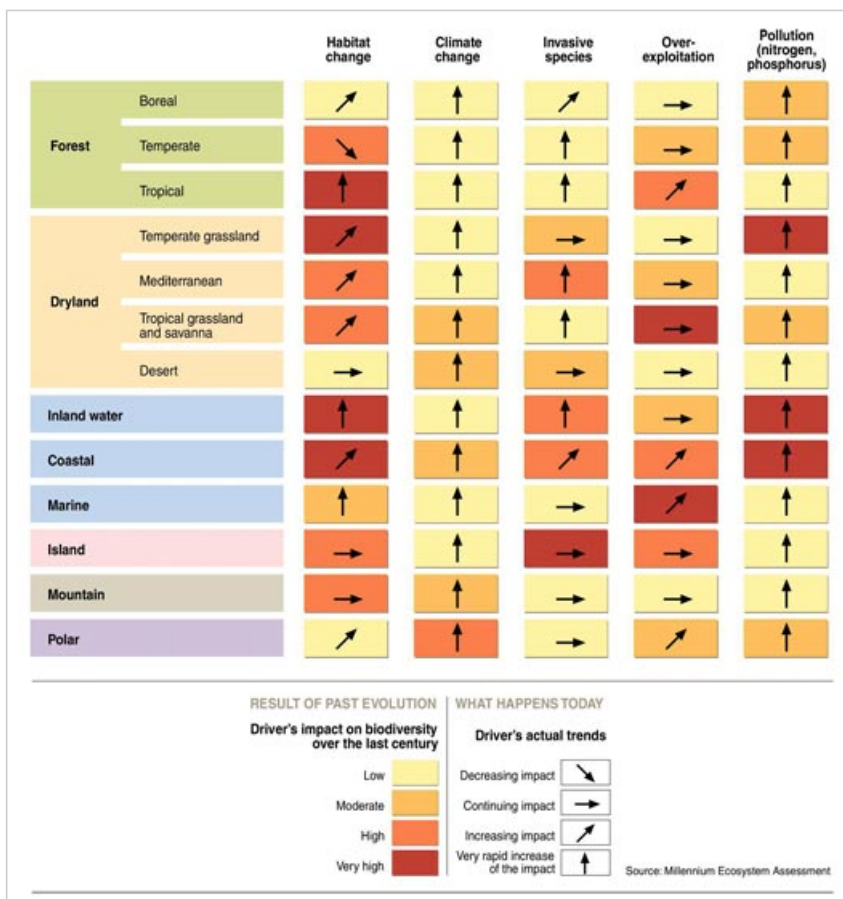 Habitat
change
Climate
change
Invasive
species
Over-
exploitation
Pollution
(nitrogen,
phosphorus)
Forest
Boreal
Temperate
Tropical
Dryland
Temperate grassland
Mediterranean
Tropical grassland
and savanna
Desert
Inland water
Coastal
Marine
Island
Mountain
Polar
RESULT OF PAST EVOLUTION
Driver's impact on biodiversity
over the last century
Low
Moderate
High
Very high
WHAT HAPPENS TODAY
Driver's actual trends
Decreasing impact
Continuing impact
Increasing impact
Very rapid increase
of the impact
Source: Millennium Ecosystem Assessment